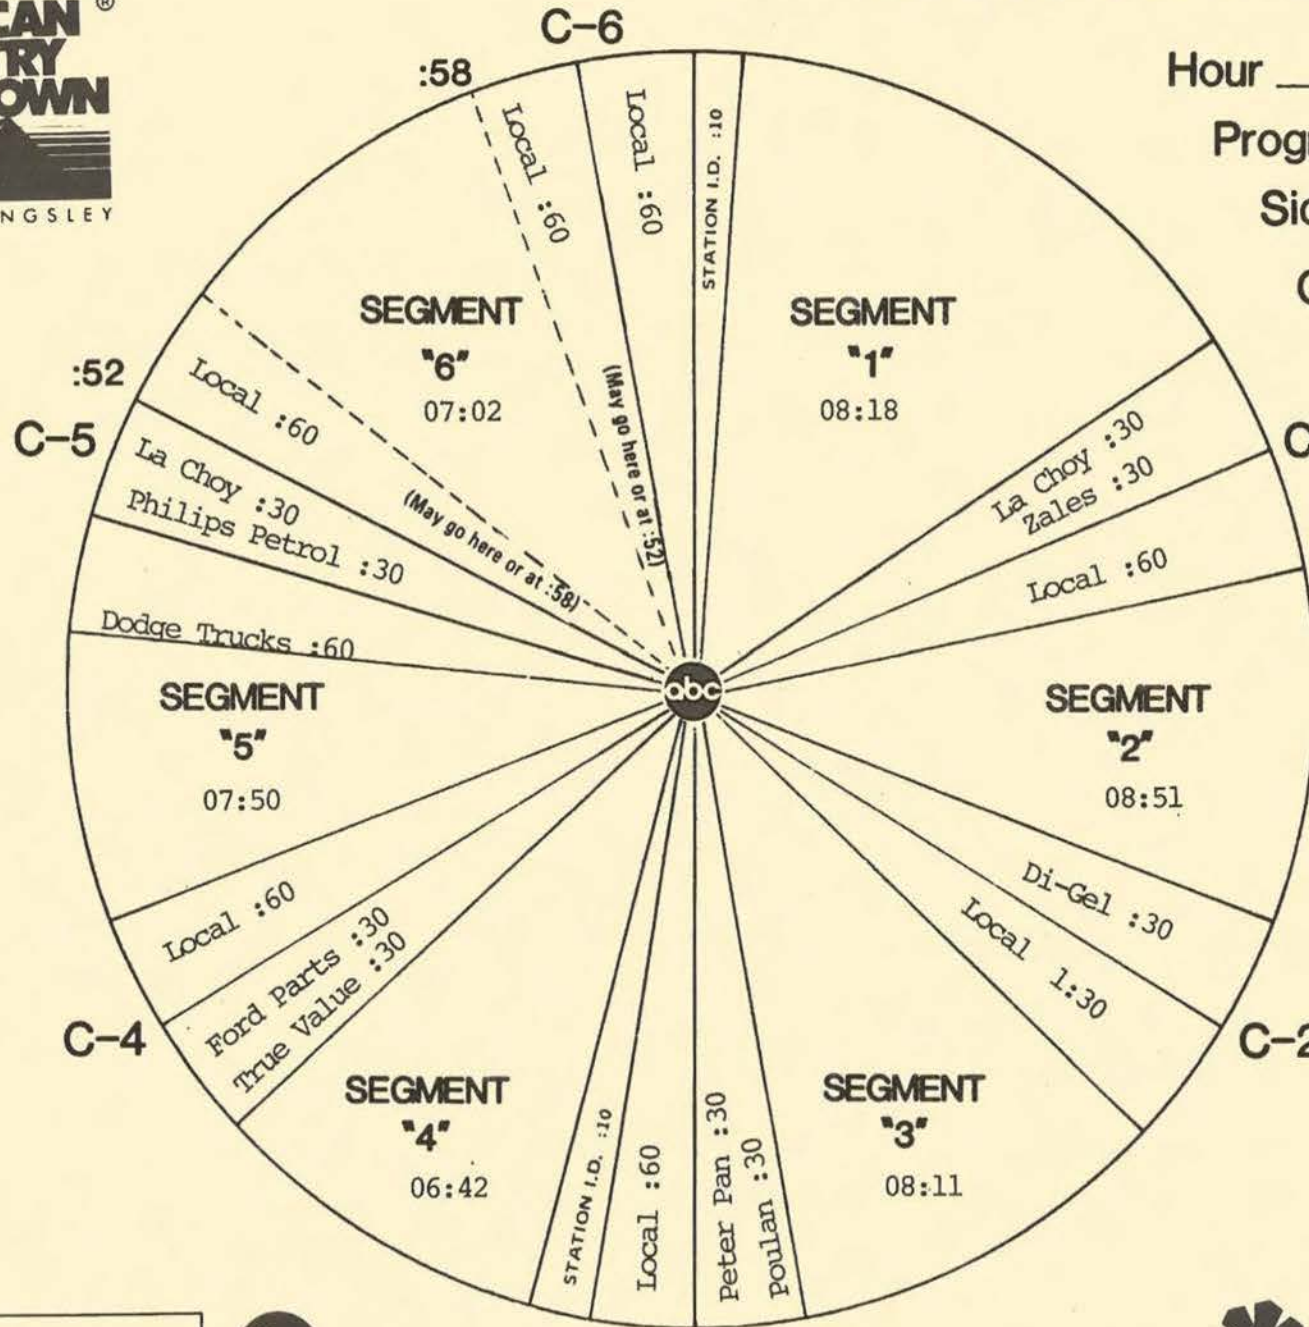 ®
NGSLEY
C-6
:58
Hour
Local :60
Local :60
STATION I.D. :10
SEGMENT
"6"
07:02
(May go here or at :52)
SEGMENT
"1"
08:18
:52
C-5
Local :60
(May go here or at :58)
La Choy :30
Philips Petrol :30
Dodge Trucks :60
La Choy :30
Zales :30
Local :60
abc
SEGMENT
"5"
07:50
SEGMENT
"2"
08:51
Di-Gel :30
Local 1:30
C-2
Local :60
Ford Parts :30
True Value :30
C-4
SEGMENT
"4"
06:42
STATION I.D. :10
Local :60
Peter Pan :30
Poulan :30
SEGMENT
"3"
08:11